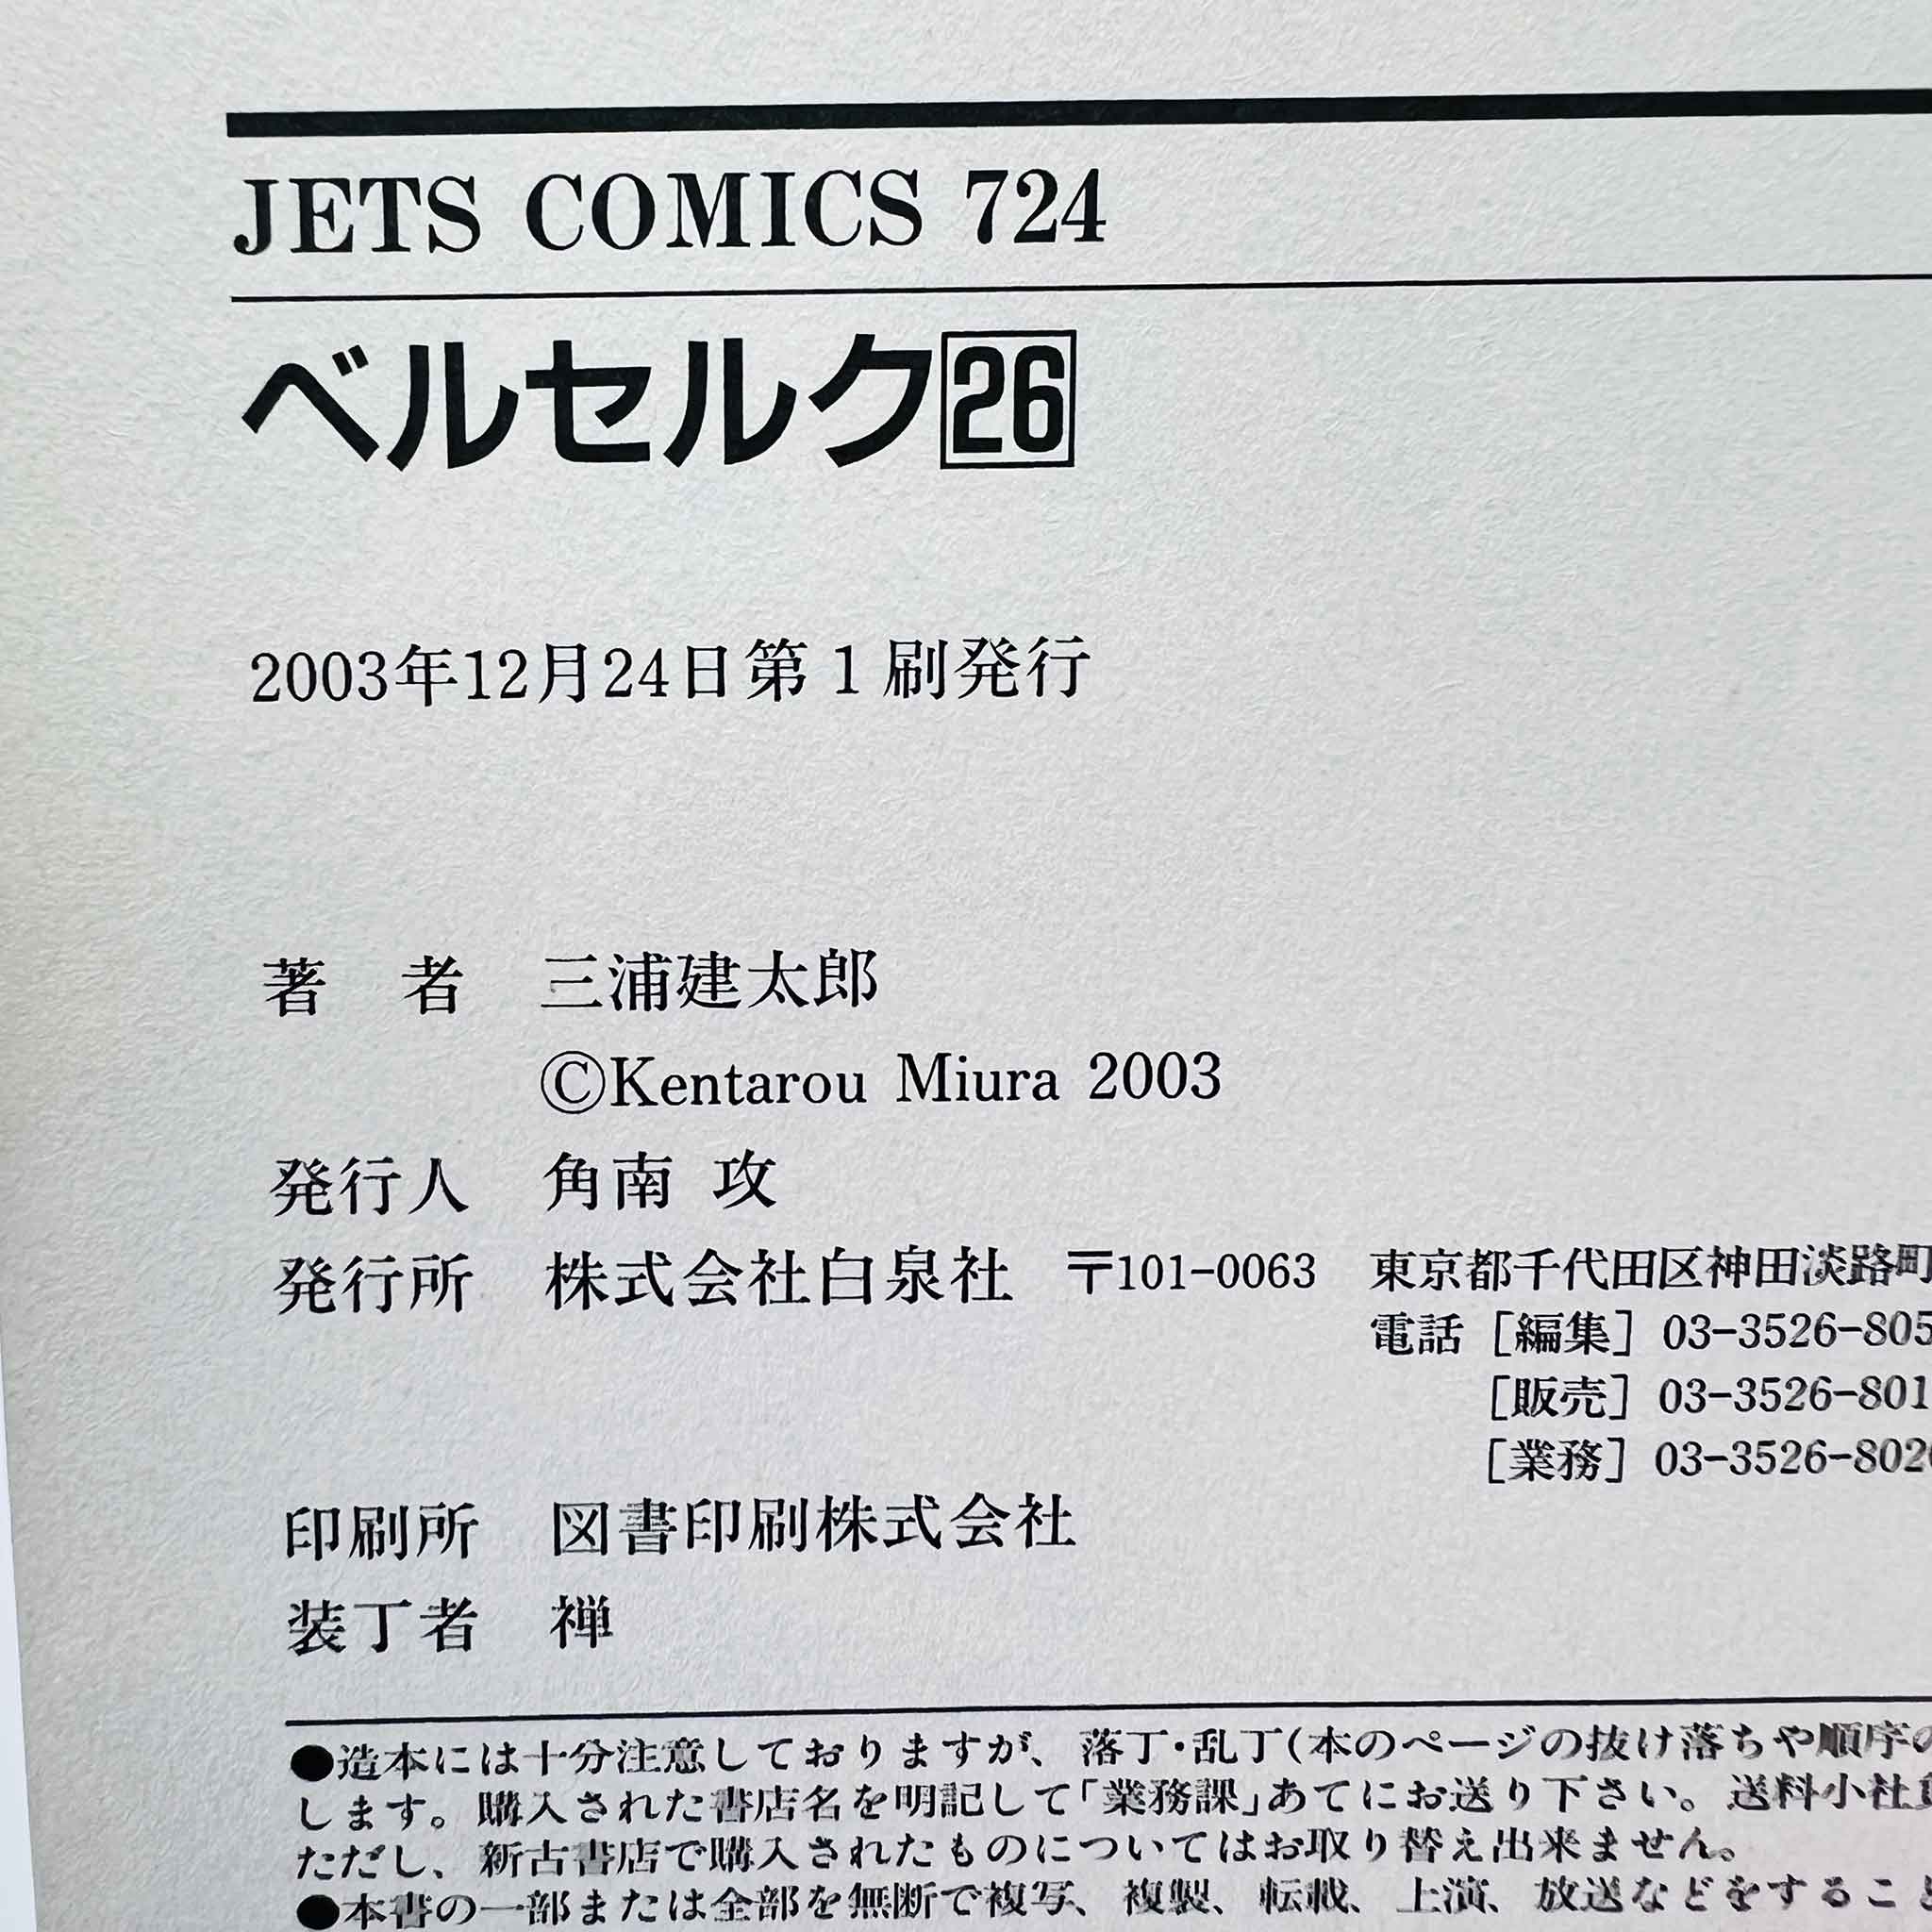 JETS COMICS 724
ベルセルク26
2003年12月24日第1刷発行
著 者 三浦建太郎
©Kentarou Miura 2003
発行人 角南 攻
発行所 株式会社白泉社 〒101-0063 東京都千代田区神田淡路町
電話［編集］03-3526-805
［販売］03-3526-801
［業務］03-3526-802
印刷所 図書印刷株式会社
装丁者 禅
●造本には十分注意しておりますが、落丁・乱丁(本のページの抜け落ちや順序の
します。購入された書店名を明記して「業務課」あてにお送り下さい。送料小社
ただし、新古書店で購入されたものについてはお取り替え出来ません。
●本書の一部または全部を無断で複写、複製、転載、上演、放送などをするこ